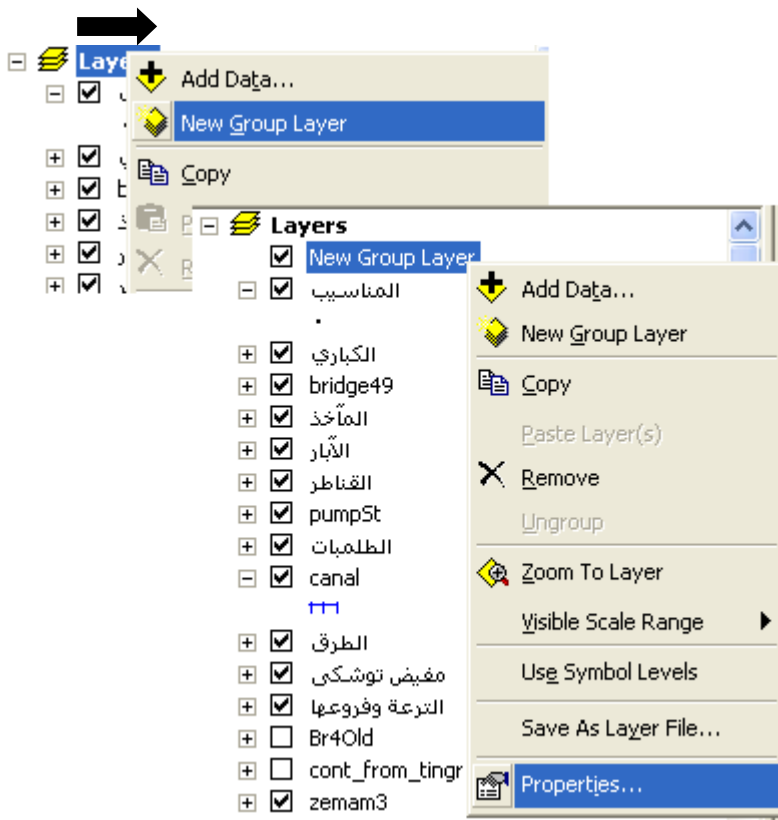 Layers
Add Data...
New Group Layer
Copy
Layers
New Group Layer
المناسيب
الكباري
bridge49
المآخذ
الآبار
القناطر
pumpSt
الطلمبات
canal
الطرق
مفيض توشكى
الترعة وفروعها
Br4Old
cont_from_tingr
zemam3
Add Data...
New Group Layer
Copy
Paste Layer(s)
Remove
Ungroup
Zoom To Layer
Visible Scale Range
Use Symbol Levels
Save As Layer File...
Properties...